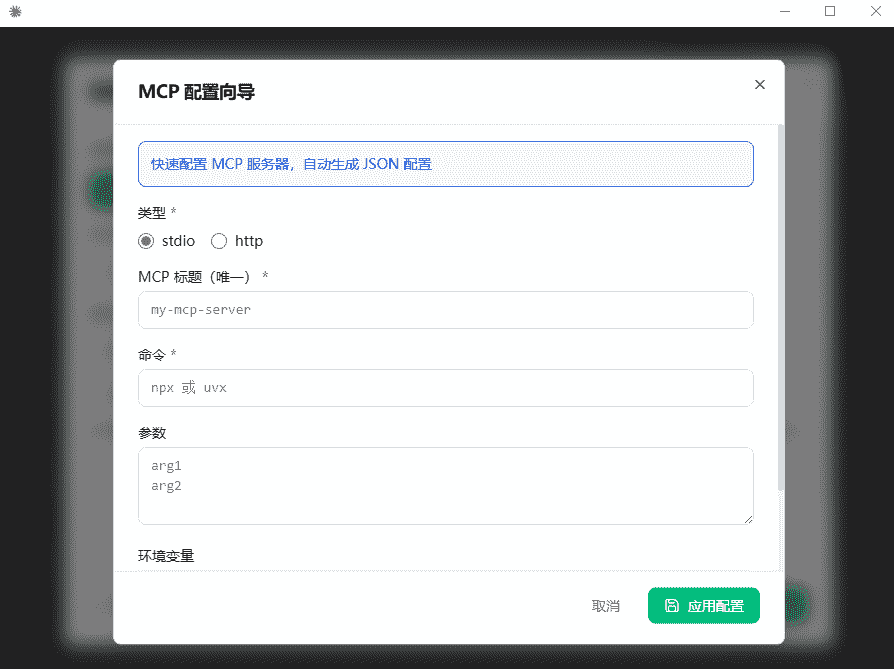 MCP 配置向导
快速配置 MCP 服务器，自动生成 JSON 配置
类型 *
stdio http
MCP 标题（唯一） *
my-mcp-server
命令 *
npx 或 uvx
参数
arg1
arg2
环境变量
取消 应用配置